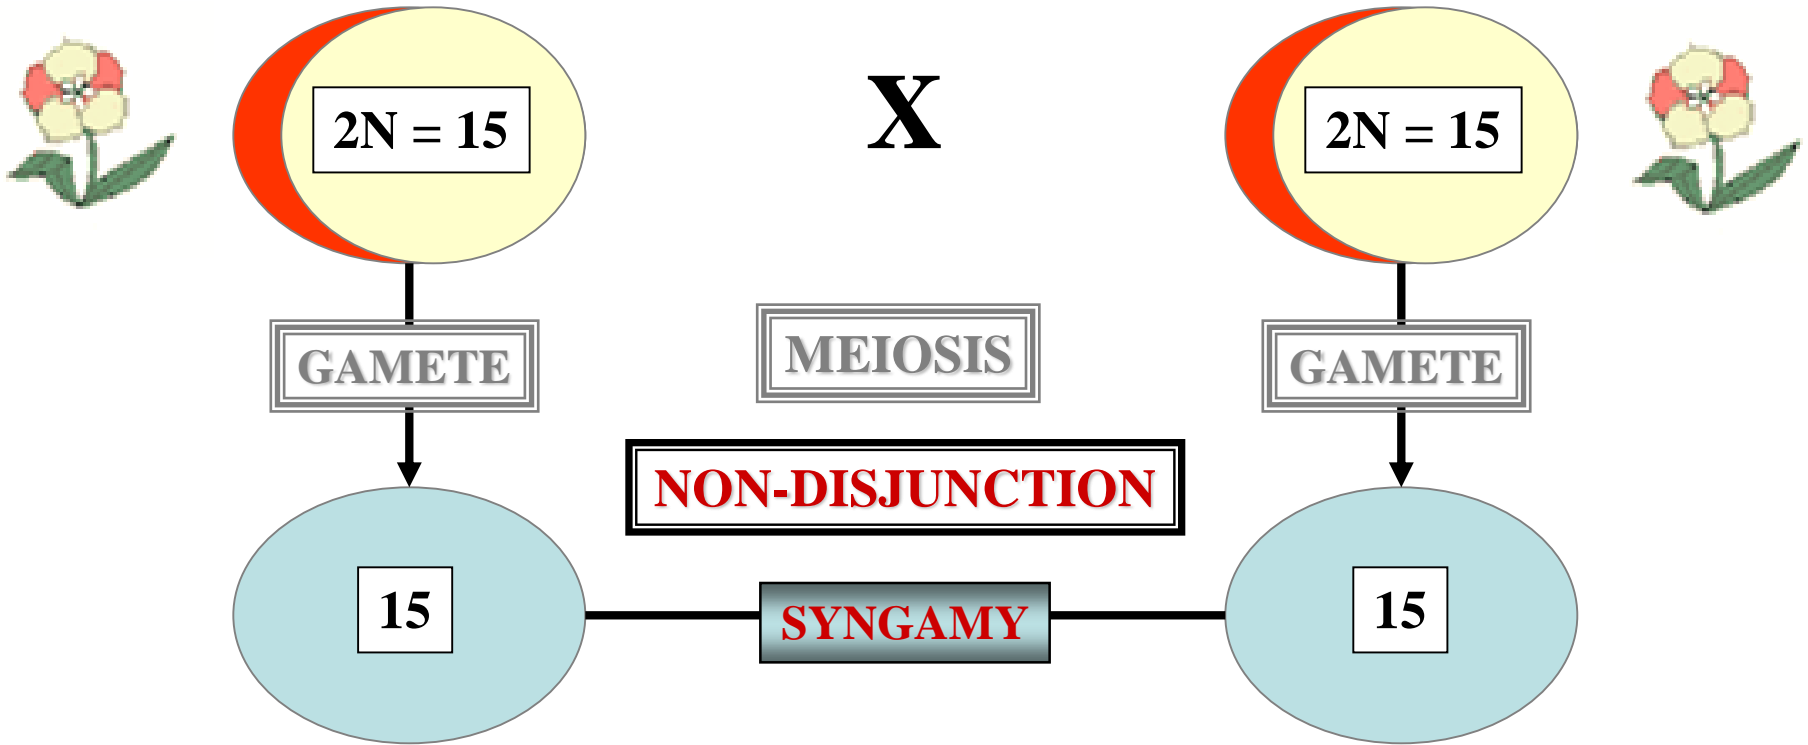 2N = 15
X
2N = 15
GAMETE
MEIOSIS
GAMETE
NON-DISJUNCTION
15
SYNGAMY
15